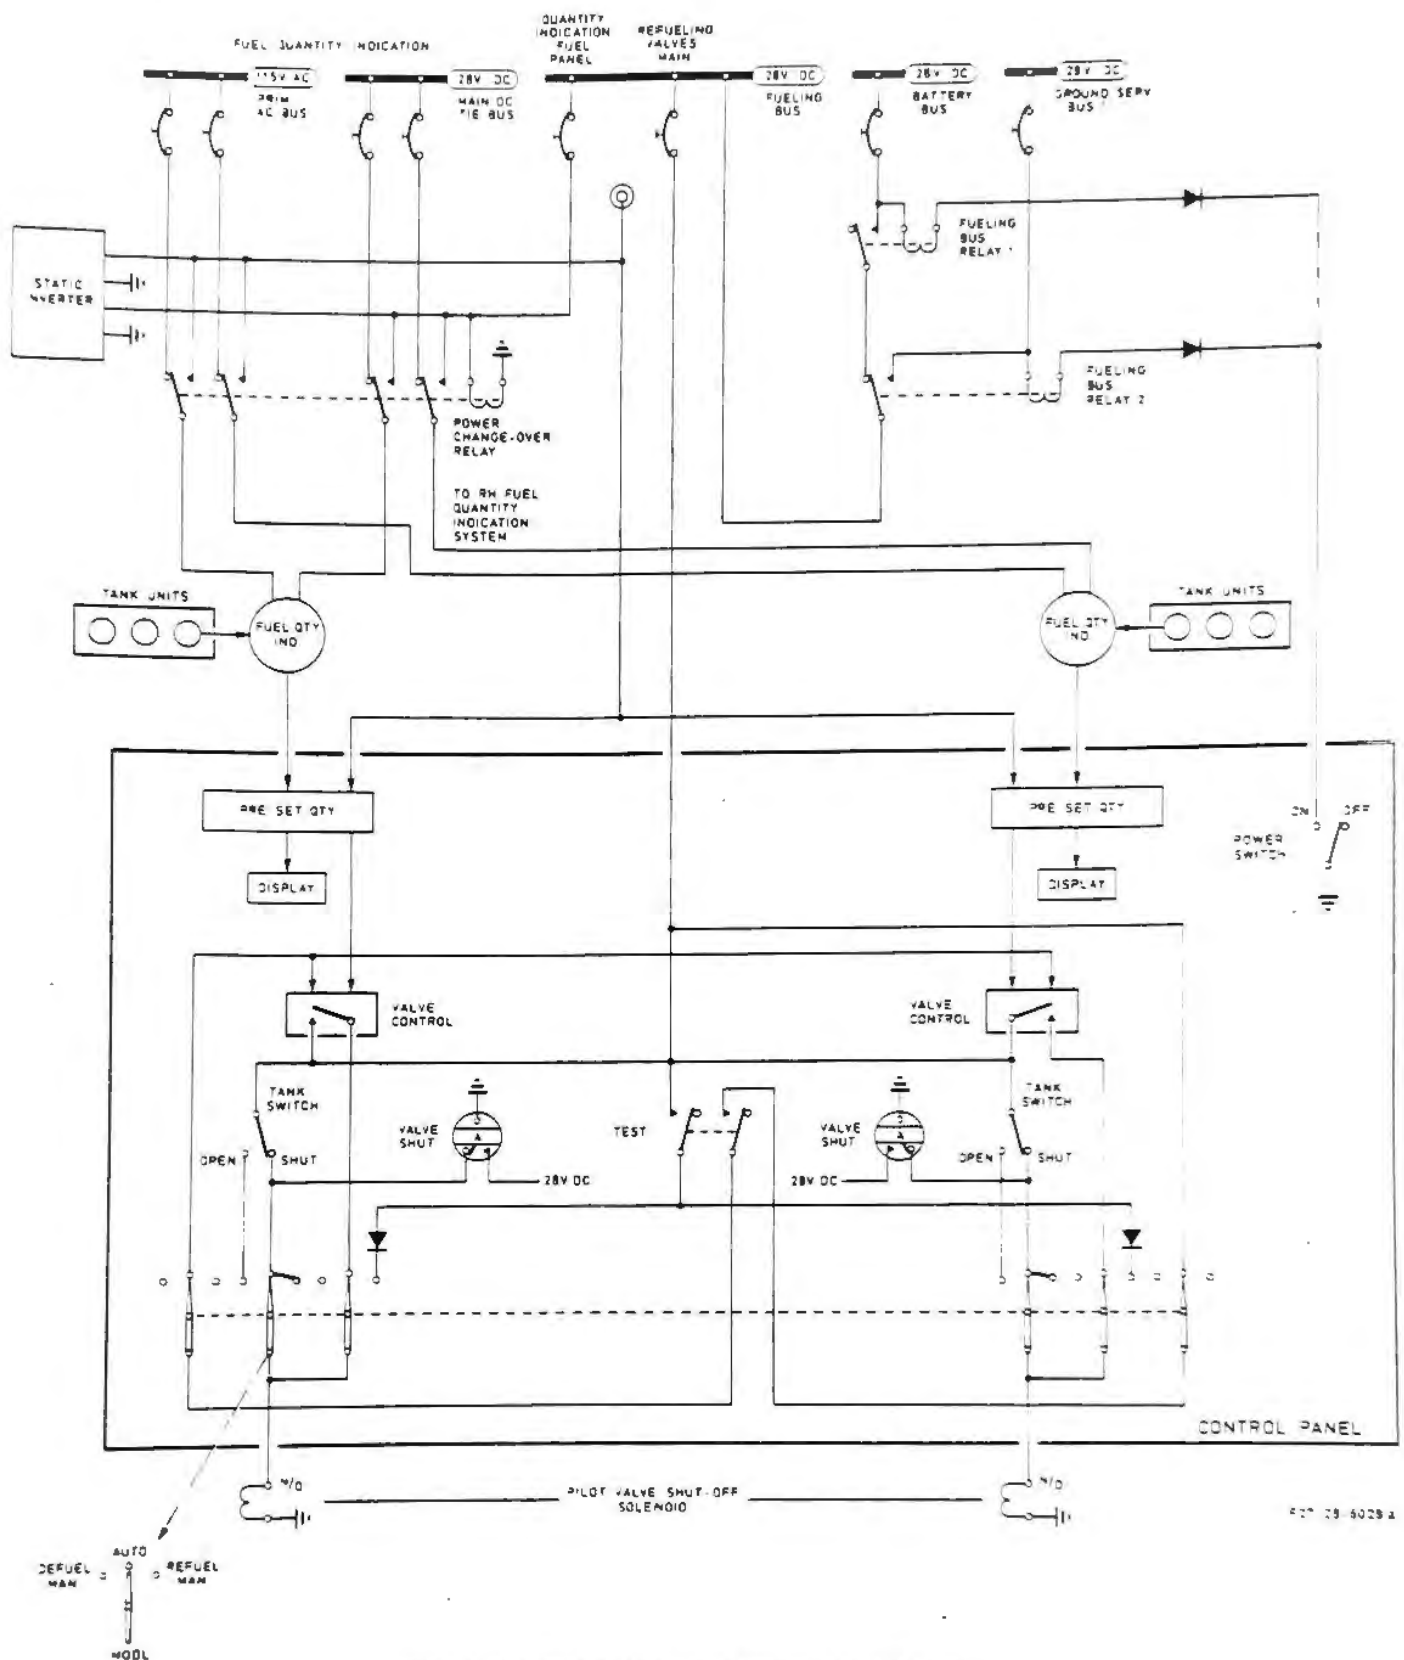 FUEL QUANTITY INDICATION
QUANTITY
INDICATION
FUEL
PANEL
REFUELING
VALVES
MAIN
115V AC
PRIM
AC BUS
28V DC
MAIN DC
TIE BUS
28V DC
FUELING
BUS
28V DC
BATTERY
BUS
28V DC
GROUND SERV
BUS
FUELING
BUS
RELAY 1
STATIC
INVERTER
FUELING
BUS
RELAY 2
POWER
CHANGE-OVER
RELAY
TO RH FUEL
QUANTITY
INDICATION
SYSTEM
TANK UNITS
FUEL QTY
IND
FUEL QTY
IND
TANK UNITS
PRE SET QTY
PRE SET QTY
ON
OFF
POWER
SWITCH
DISPLAY
DISPLAY
VALVE
CONTROL
VALVE
CONTROL
TANK
SWITCH
VALVE
SHUT
TEST
VALVE
SHUT
TANK
SWITCH
OPEN
SHUT
28V DC
28V DC
OPEN
SHUT
CONTROL PANEL
N/O
PILOT VALVE SHUT-OFF
SOLENOID
N/O
AUTO
DEFUEL
MAN
REFUEL
MAN